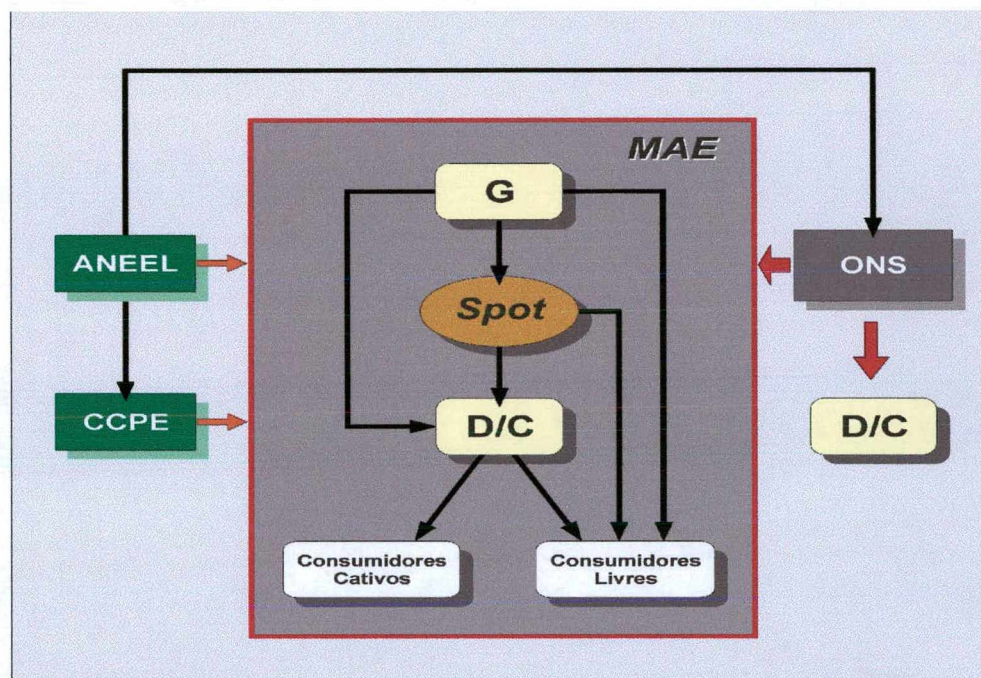 MAE
G
ANEEL
ONS
Spot
CCPE
D/C
D/C
Consumidores
Cativos
Consumidores
Livres